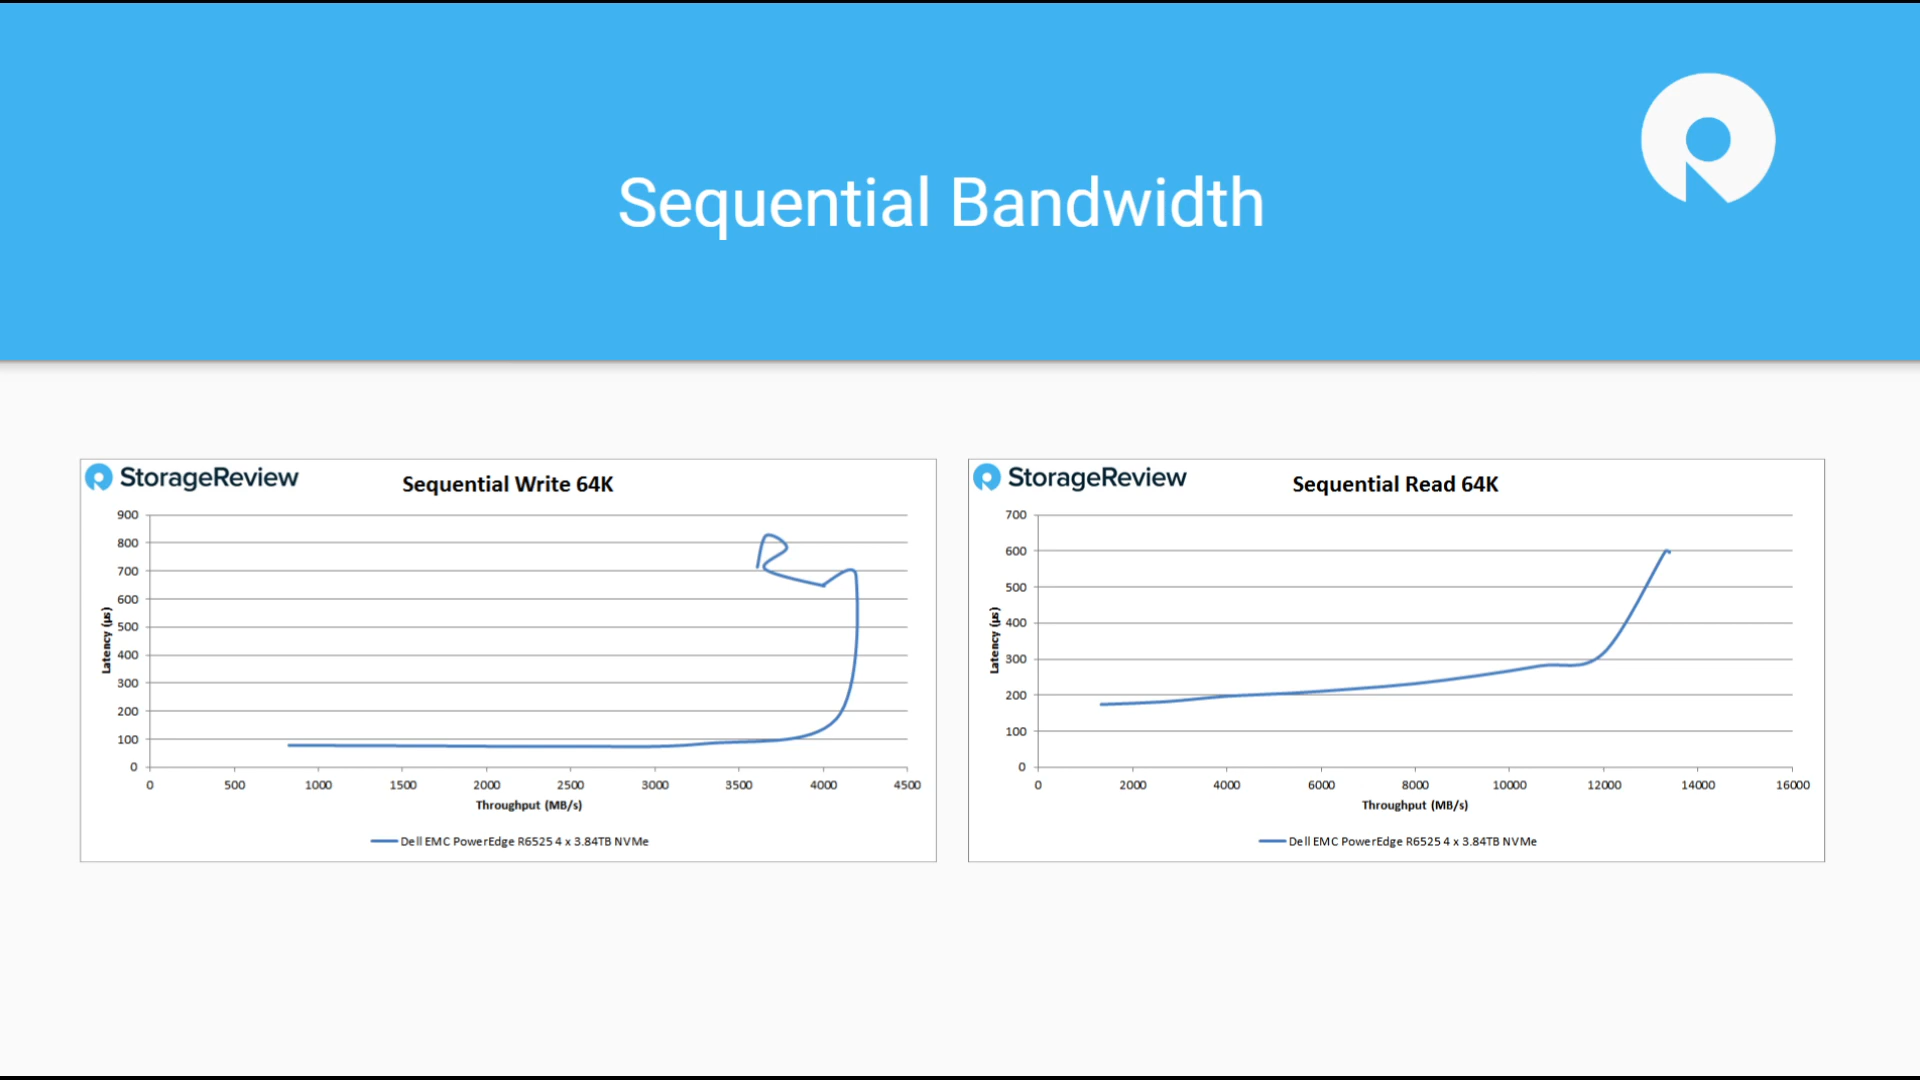 Sequential Bandwidth
StorageReview
Sequential Write 64K
900
800
700
600
500
400
300
200
100
0
Latency (µs)
0 500 1000 1500 2000 2500 3000 3500 4000 4500
Throughput (MB/s)
Dell EMC PowerEdge R6525 4 x 3.84TB NVMe
StorageReview
Sequential Read 64K
700
600
500
400
300
200
100
0
Latency (µs)
0 2000 4000 6000 8000 10000 12000 14000 16000
Throughput (MB/s)
Dell EMC PowerEdge R6525 4 x 3.84TB NVMe